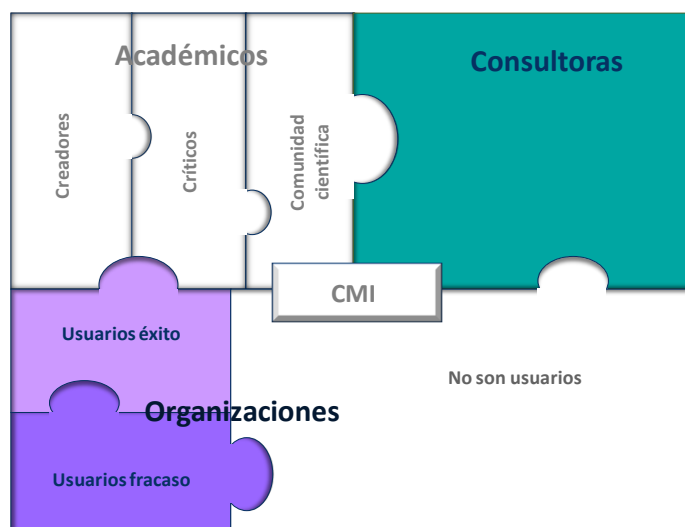 Académicos
Consultoras
Creadores
Críticos
Comunidad
científica
CMI
Usuarios éxito
No son usuarios
Organizaciones
Usuarios fracaso